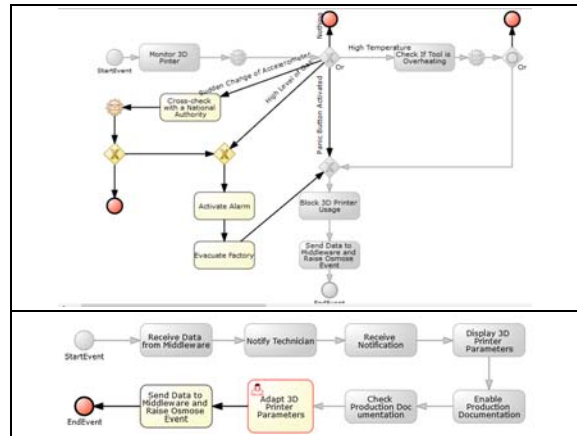 Nothing
Monitor 3D
Pinter
StartEvent
High Temperature
Check If Tool is
Overheating
Or
Or
Sudden Change of Accelerometer
High Level of Gas
Panic Button Activated
Cross-check
with a National
Authority
Activate Alarm
Evacuate Factory
Block 3D Printer
Usage
Send Data to
Middleware and
Raise Osmose
Event
EndEvent
StartEvent
Receive Data
from Middleware
Notify Technician
Receive
Notification
Display 3D
Printer
Parameters
Enable
Production
Documentation
Check
Production Doc
umentation
Adapt 3D
Printer
Parameters
Send Data to
Middleware and
Raise Osmose
Event
EndEvent